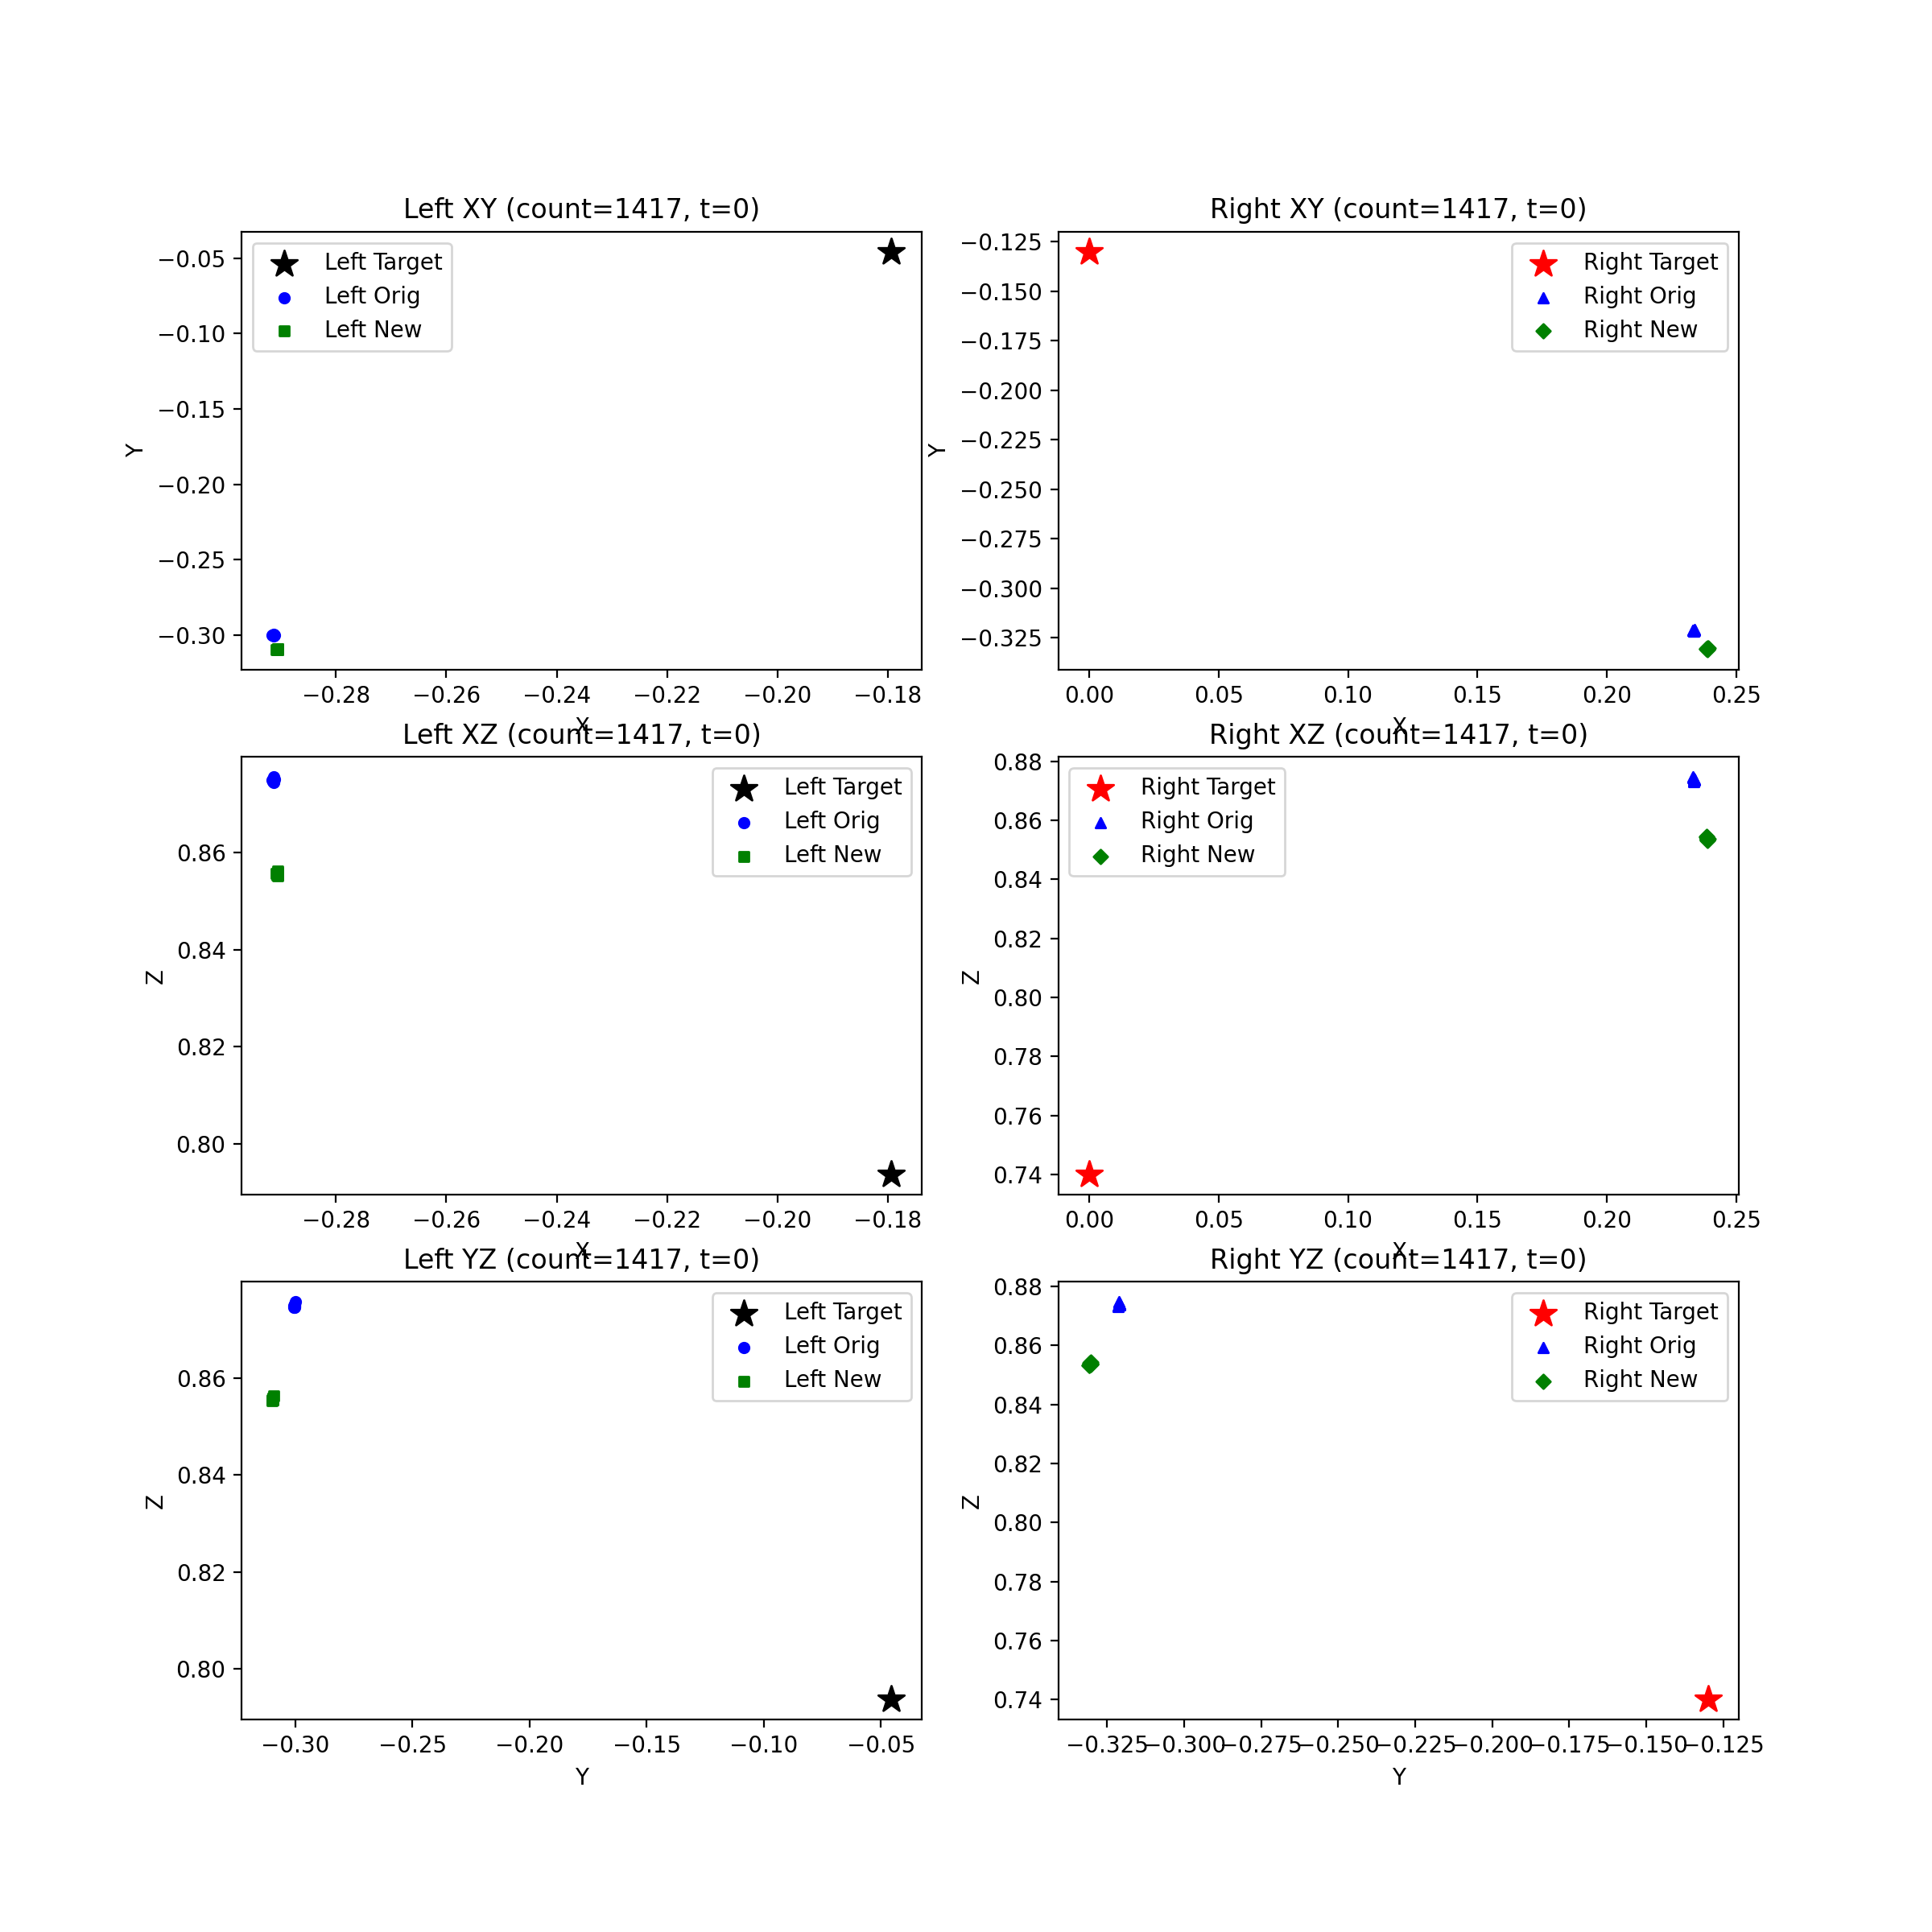 Left XY (count=1417, t=0)
Left Target
Left Orig
Left New
Y
−0.05
−0.10
−0.15
−0.20
−0.25
−0.30
−0.28
−0.26
−0.24
−0.22
−0.20
−0.18
X
Right XY (count=1417, t=0)
Right Target
Right Orig
Right New
Y
−0.125
−0.150
−0.175
−0.200
−0.225
−0.250
−0.275
−0.300
−0.325
0.00
0.05
0.10
0.15
0.20
0.25
X
Left XZ (count=1417, t=0)
Left Target
Left Orig
Left New
Z
0.86
0.84
0.82
0.80
−0.28
−0.26
−0.24
−0.22
−0.20
−0.18
X
Right XZ (count=1417, t=0)
Right Target
Right Orig
Right New
Z
0.88
0.86
0.84
0.82
0.80
0.78
0.76
0.74
0.00
0.05
0.10
0.15
0.20
0.25
X
Left YZ (count=1417, t=0)
Left Target
Left Orig
Left New
Z
0.86
0.84
0.82
0.80
−0.30
−0.25
−0.20
−0.15
−0.10
−0.05
Y
Right YZ (count=1417, t=0)
Right Target
Right Orig
Right New
Z
0.88
0.86
0.84
0.82
0.80
0.78
0.76
0.74
−0.325
−0.300
−0.275
−0.250
−0.225
−0.200
−0.175
−0.150
−0.125
Y